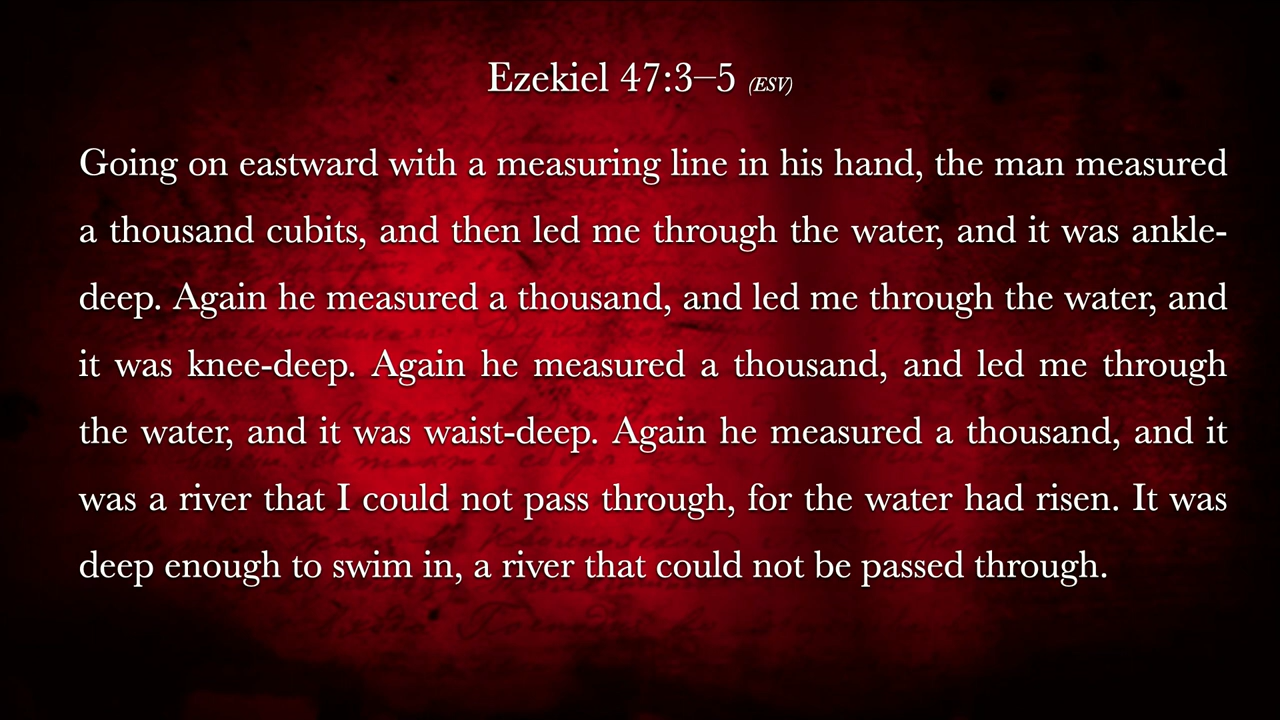 Ezekiel 47:3–5 (ESV)
Going on eastward with a measuring line in his hand, the man measured
a thousand cubits, and then led me through the water, and it was ankle-
deep. Again he measured a thousand, and led me through the water, and
it was knee-deep. Again he measured a thousand, and led me through
the water, and it was waist-deep. Again he measured a thousand, and it
was a river that I could not pass through, for the water had risen. It was
deep enough to swim in, a river that could not be passed through.